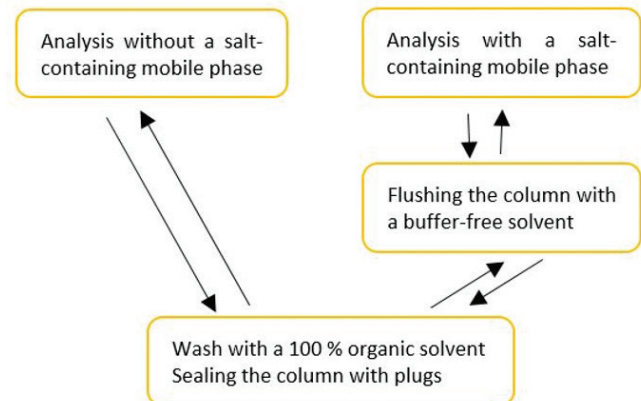 Analysis without a salt-
containing mobile phase
Analysis with a salt-
containing mobile phase
Flushing the column with
a buffer-free solvent
Wash with a 100 % organic solvent
Sealing the column with plugs